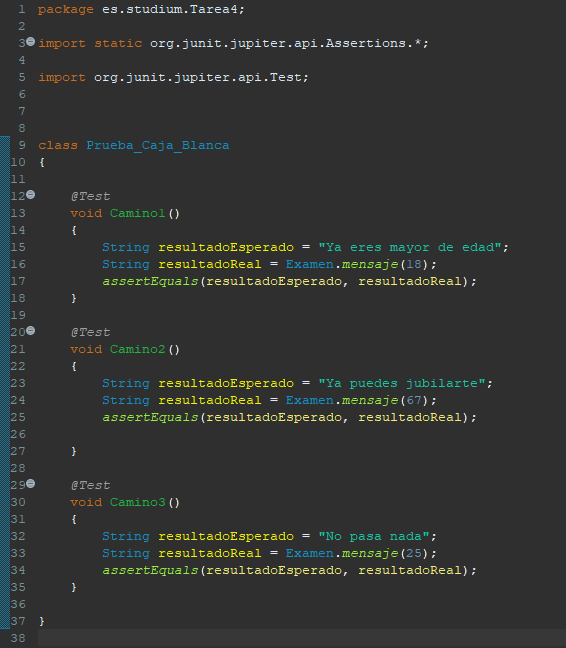 1 package es.studium.Tarea4;
2
3 import static org.junit.jupiter.api.Assertions.*;
4
5 import org.junit.jupiter.api.Test;
6
7
8
9 class Prueba_Caja_Blanca
10 {
11
12 @Test
13 void Camino1()
14 {
15 String resultadoEsperado = "Ya eres mayor de edad";
16 String resultadoReal = Examen.mensaje(18);
17 assertEquals(resultadoEsperado, resultadoReal);
18 }
19
20 @Test
21 void Camino2()
22 {
23 String resultadoEsperado = "Ya puedes jubilarte";
24 String resultadoReal = Examen.mensaje(67);
25 assertEquals(resultadoEsperado, resultadoReal);
26
27 }
28
29 @Test
30 void Camino3()
31 {
32 String resultadoEsperado = "No pasa nada";
33 String resultadoReal = Examen.mensaje(25);
34 assertEquals(resultadoEsperado, resultadoReal);
35 }
36
37 }
38